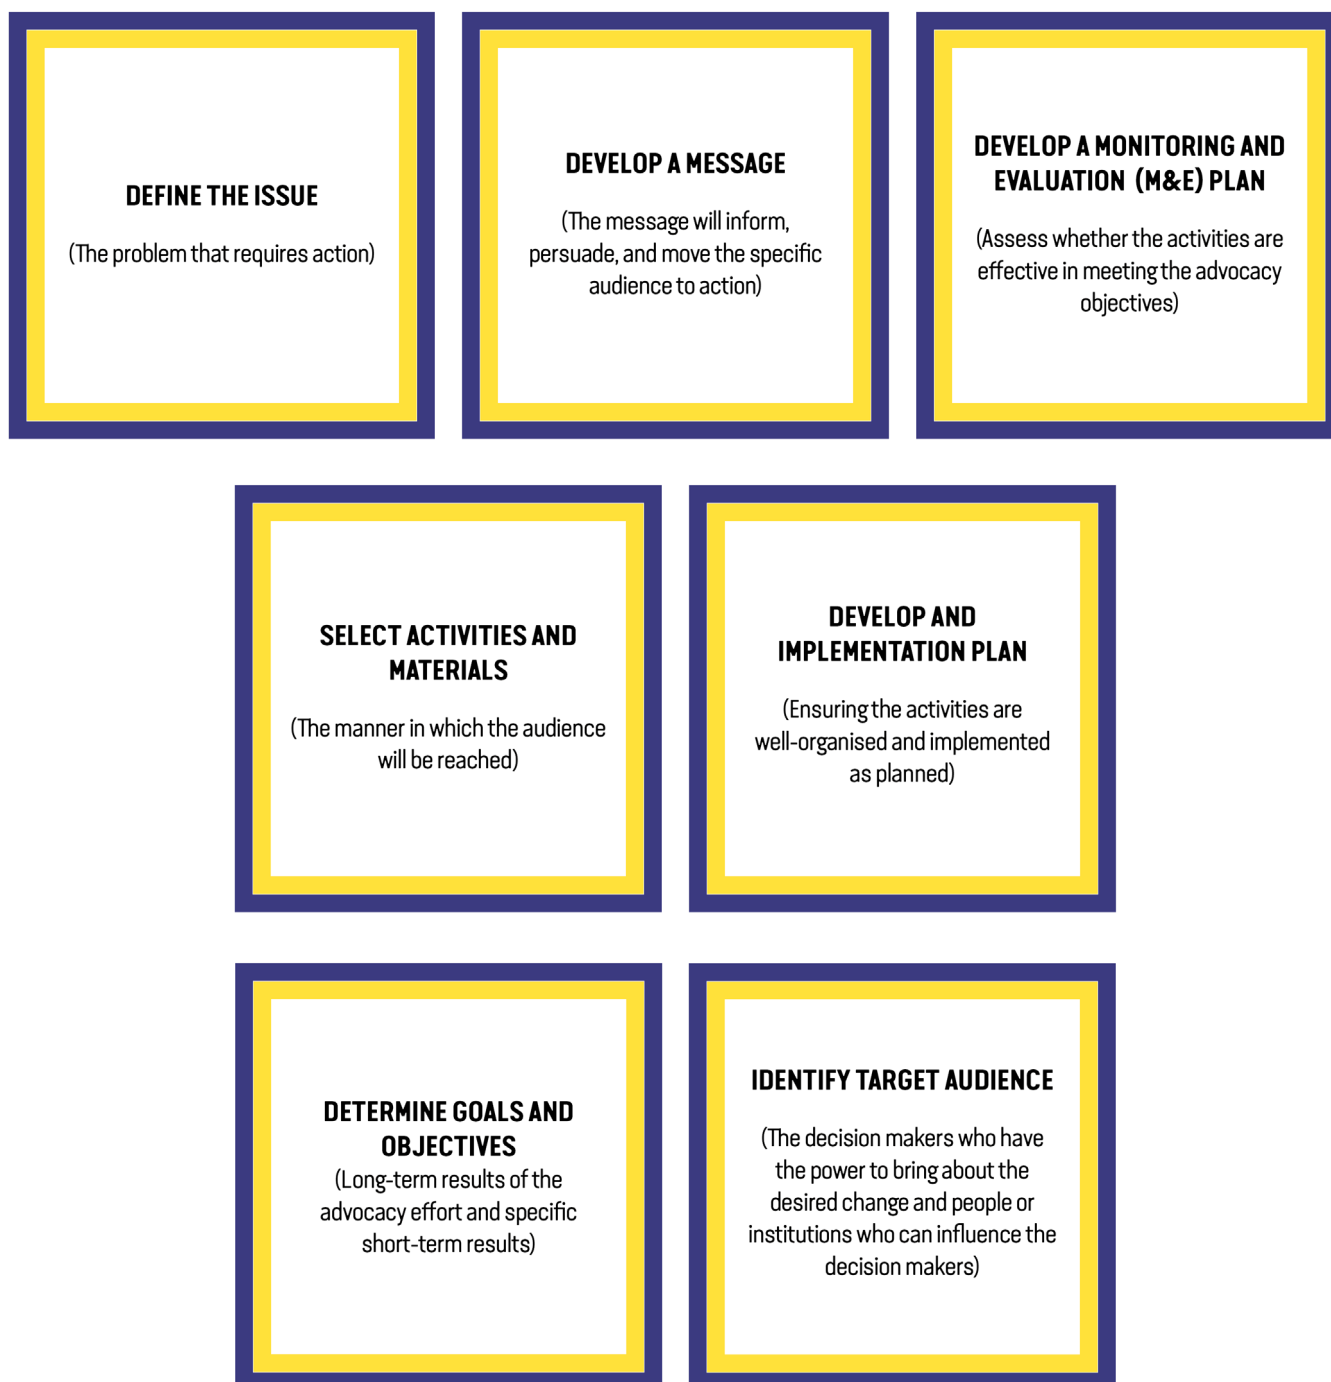 DEFINE THE ISSUE
(The problem that requires action)
DEVELOP A MESSAGE
(The message will inform,
persuade, and move the specific
audience to action)
DEVELOP A MONITORING AND
EVALUATION (M&E) PLAN
(Assess whether the activities are
effective in meeting the advocacy
objectives)
SELECT ACTIVITIES AND
MATERIALS
(The manner in which the audience
will be reached)
DEVELOP AND
IMPLEMENTATION PLAN
(Ensuring the activities are
well-organised and implemented
as planned)
DETERMINE GOALS AND
OBJECTIVES
(Long-term results of the
advocacy effort and specific
short-term results)
IDENTIFY TARGET AUDIENCE
(The decision makers who have
the power to bring about the
desired change and people or
institutions who can influence the
decision makers)